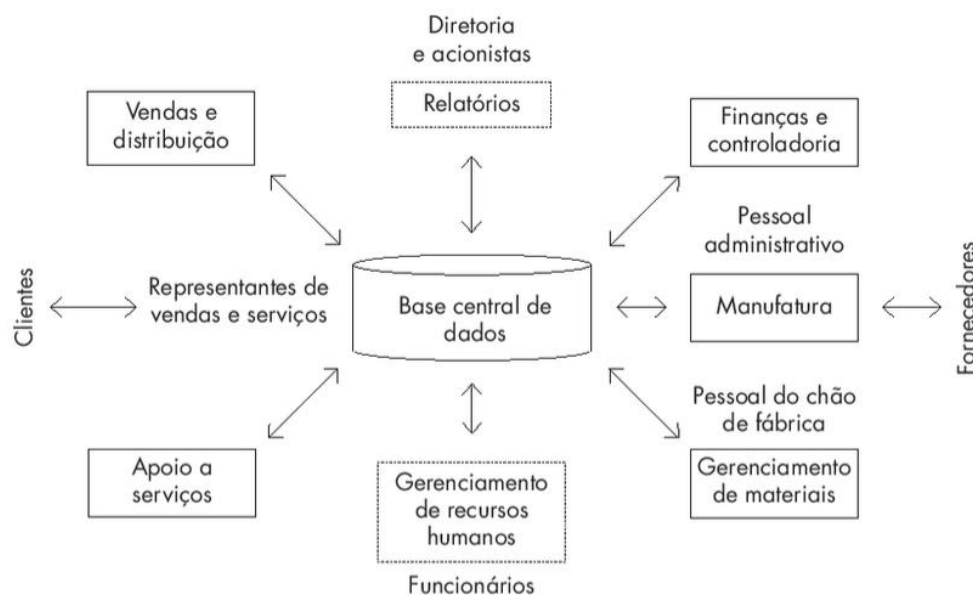 Diretoria
e acionistas
Relatórios
Vendas e
distribuição
Finanças e
controladoria
Pessoal
administrativo
Clientes
Representantes de
vendas e serviços
Base central de
dados
Manufatura
Fornecedores
Pessoal do chão
de fábrica
Apoio a
serviços
Gerenciamento
de recursos
humanos
Gerenciamento
de materiais
Funcionários